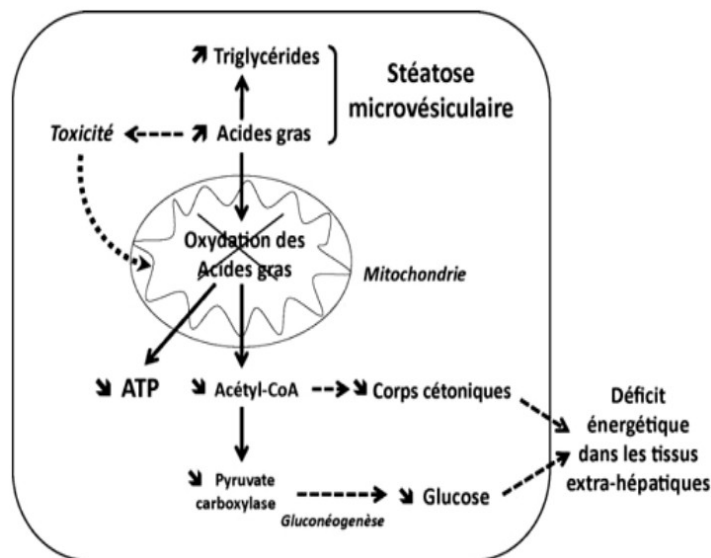 ↗ Triglycérides
Stéatose
microvésiculaire
Toxicité
↗ Acides gras
Oxydation des
Acides gras
Mitochondrie
↘ ATP
↘ Acétyl-CoA
↘ Corps cétoniques
Déficit
énergétique
dans les tissus
extra-hépatiques
↘ Pyruvate
carboxylase
Gluconéogenèse
↘ Glucose